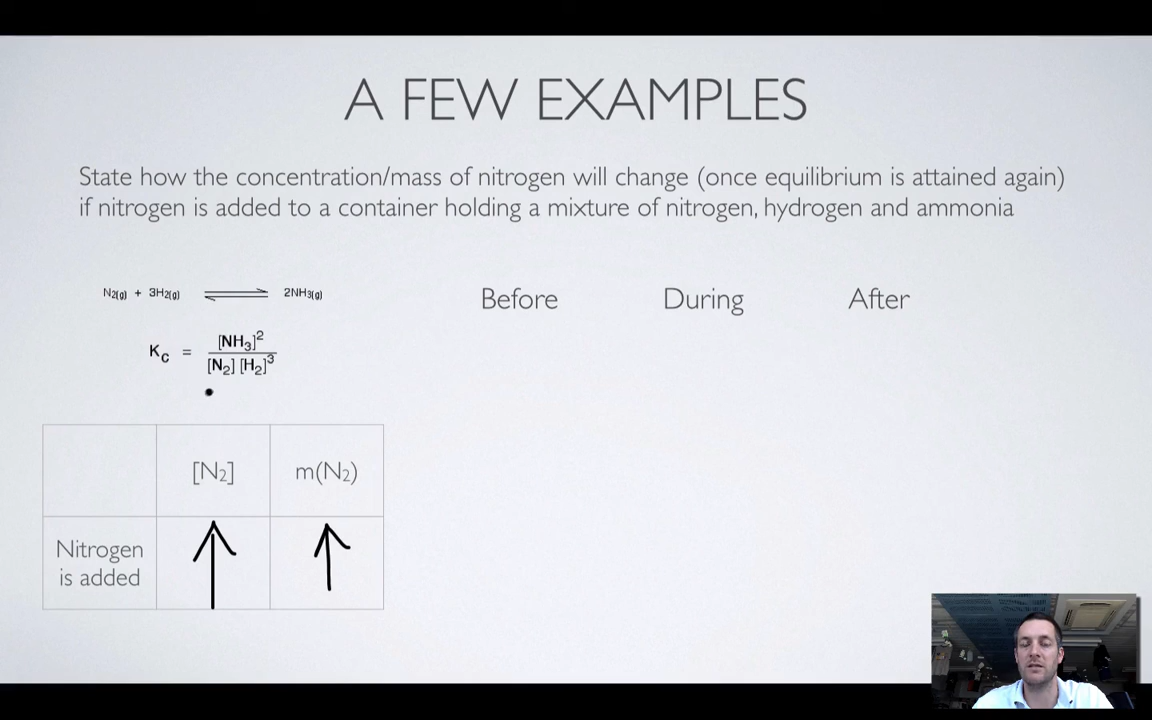 A FEW EXAMPLES
State how the concentration/mass of nitrogen will change (once equilibrium is attained again)
if nitrogen is added to a container holding a mixture of nitrogen, hydrogen and ammonia
N₂(g) + 3H₂(g) ⇌ 2NH₃(g)
Before During After
K_C = [NH₃]² / [N₂] [H₂]³
[N₂] m(N₂)
Nitrogen
is added ↑ ↑